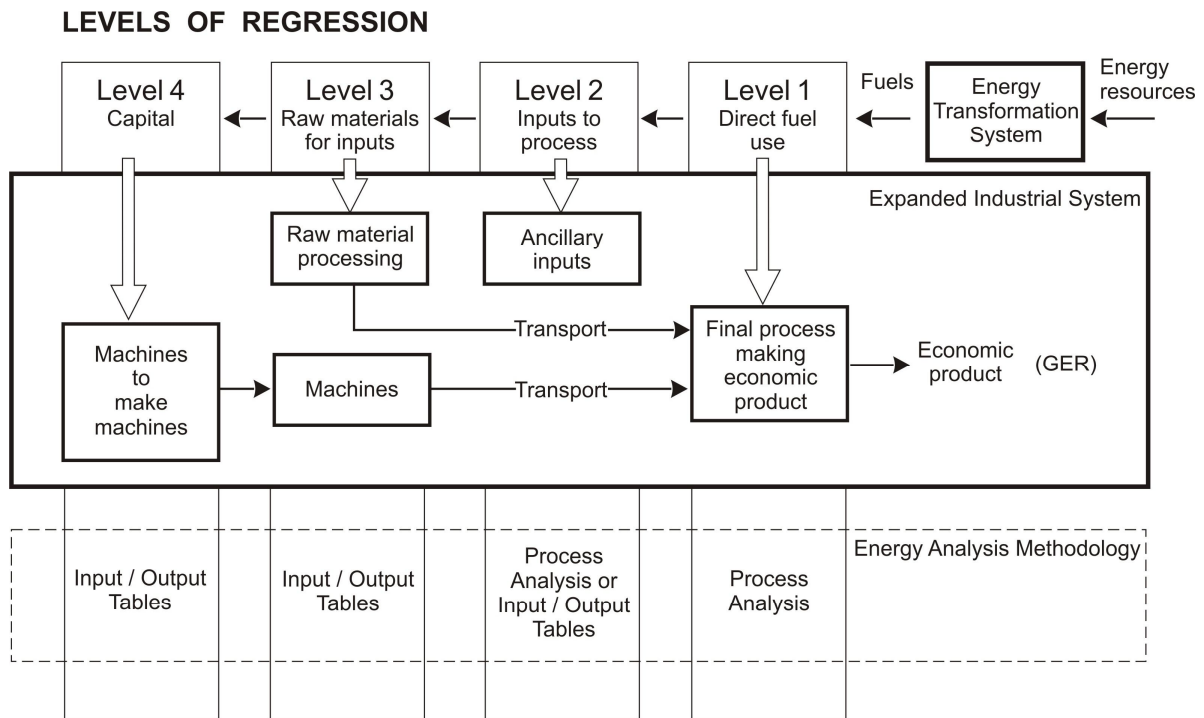 LEVELS OF REGRESSION
Level 4
Capital
Level 3
Raw materials
for inputs
Level 2
Inputs to
process
Level 1
Direct fuel
use
Fuels
Energy
Transformation
System
Energy
resources
Expanded Industrial System
Raw material
processing
Ancillary
inputs
Transport
Machines
to
make
machines
Machines
Transport
Final process
making
economic
product
Economic
product
(GER)
Energy Analysis Methodology
Input / Output
Tables
Input / Output
Tables
Process
Analysis or
Input / Output
Tables
Process
Analysis